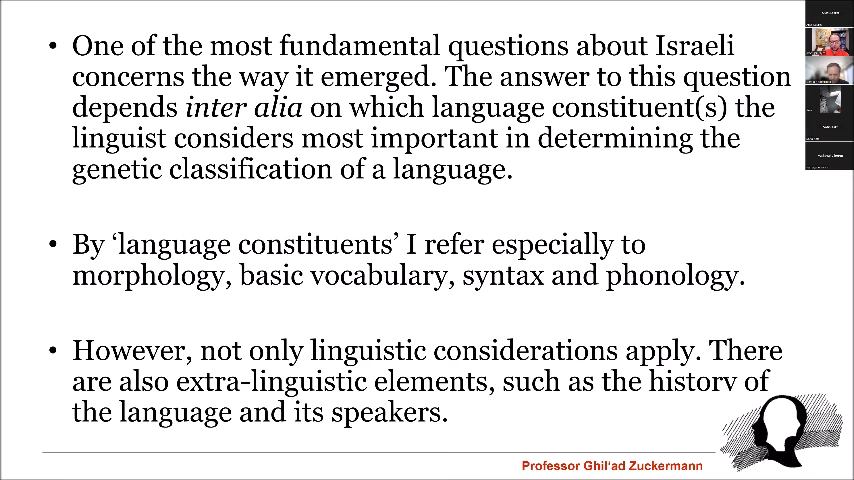 • One of the most fundamental questions about Israeli
concerns the way it emerged. The answer to this question
depends inter alia on which language constituent(s) the
linguist considers most important in determining the
genetic classification of a language.
• By ‘language constituents’ I refer especially to
morphology, basic vocabulary, syntax and phonology.
• However, not only linguistic considerations apply. There
are also extra-linguistic elements, such as the history of
the language and its speakers.
Professor Ghil‘ad Zuckermann